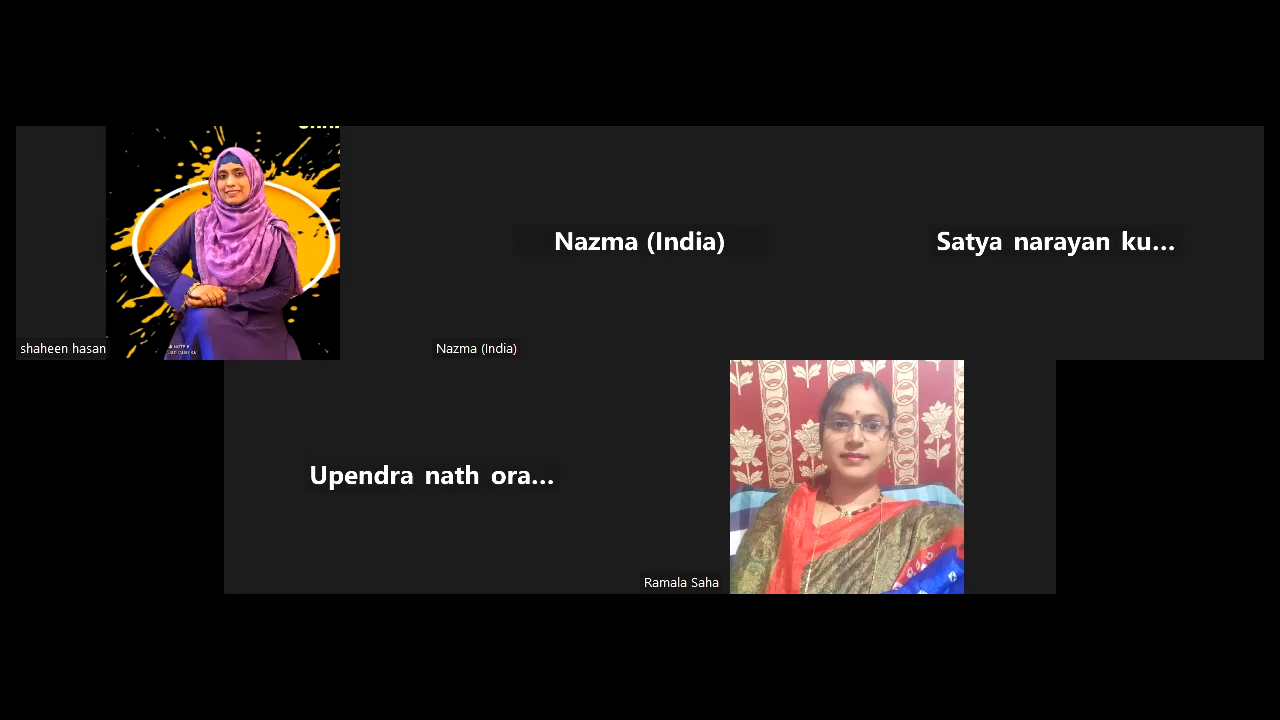 Nazma (India)
Satya narayan ku...
shaheen hasan
Nazma (India)
Upendra nath ora...
Ramala Saha